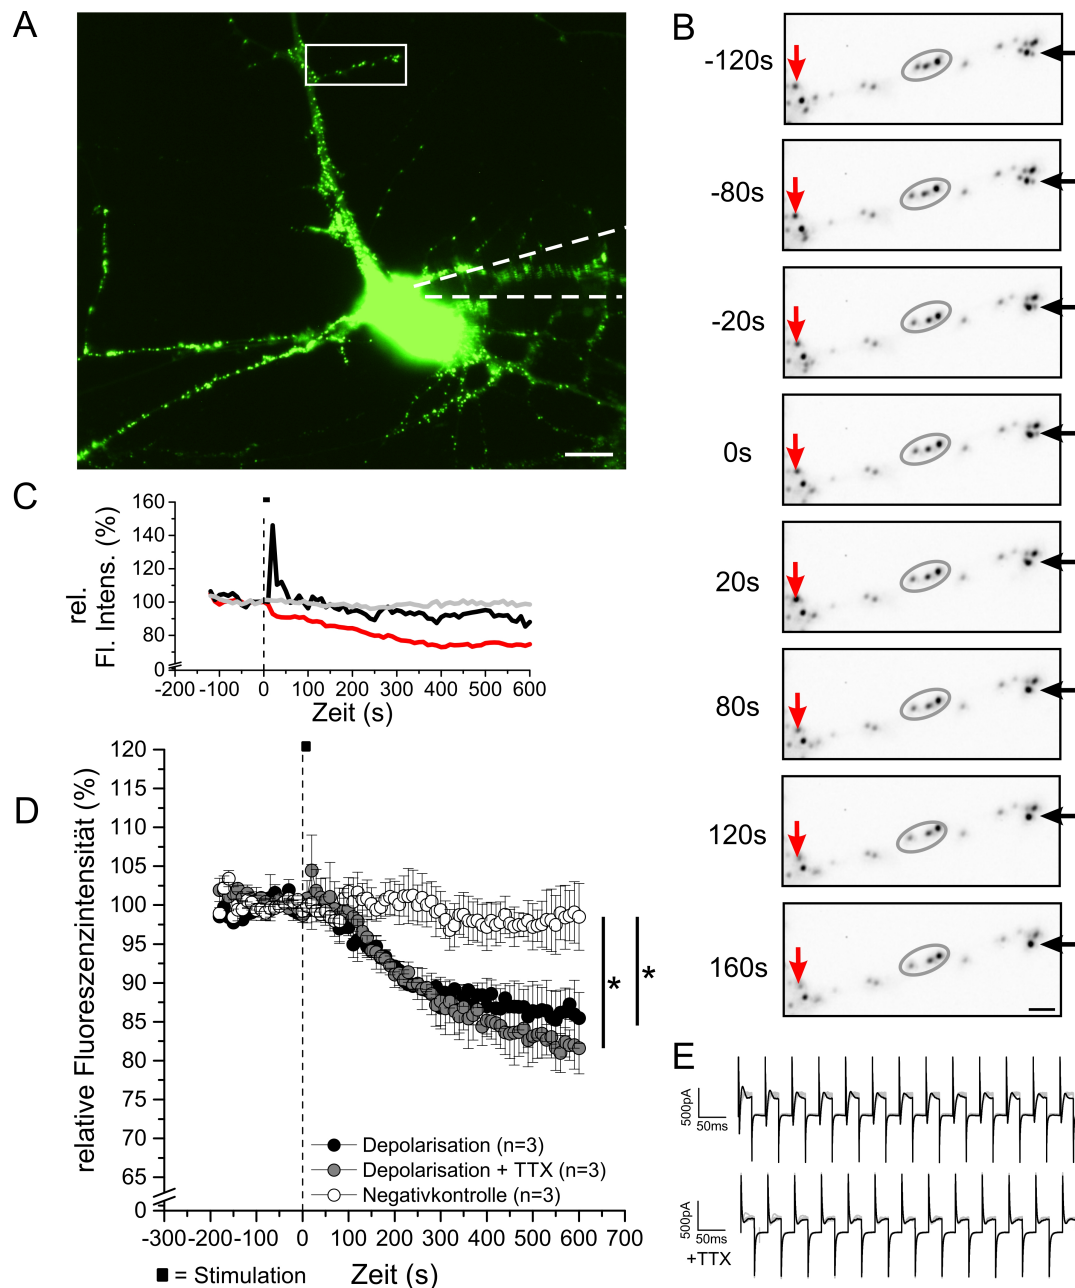 A
B
-120s
-80s
-20s
0s
20s
80s
120s
160s
C
rel.
Fl. Intens. (%)
160
140
120
100
80
0
-200 -100 0 100 200 300 400 500 600
Zeit (s)
D
relative Fluoreszenzintensität (%)
120
115
110
105
100
95
90
85
80
75
70
65
0
* *
Depolarisation (n=3)
Depolarisation + TTX (n=3)
Negativkontrolle (n=3)
-300 -200 -100 0 100 200 300 400 500 600 700
= Stimulation
Zeit (s)
E
500pA
50ms
500pA
50ms
+TTX